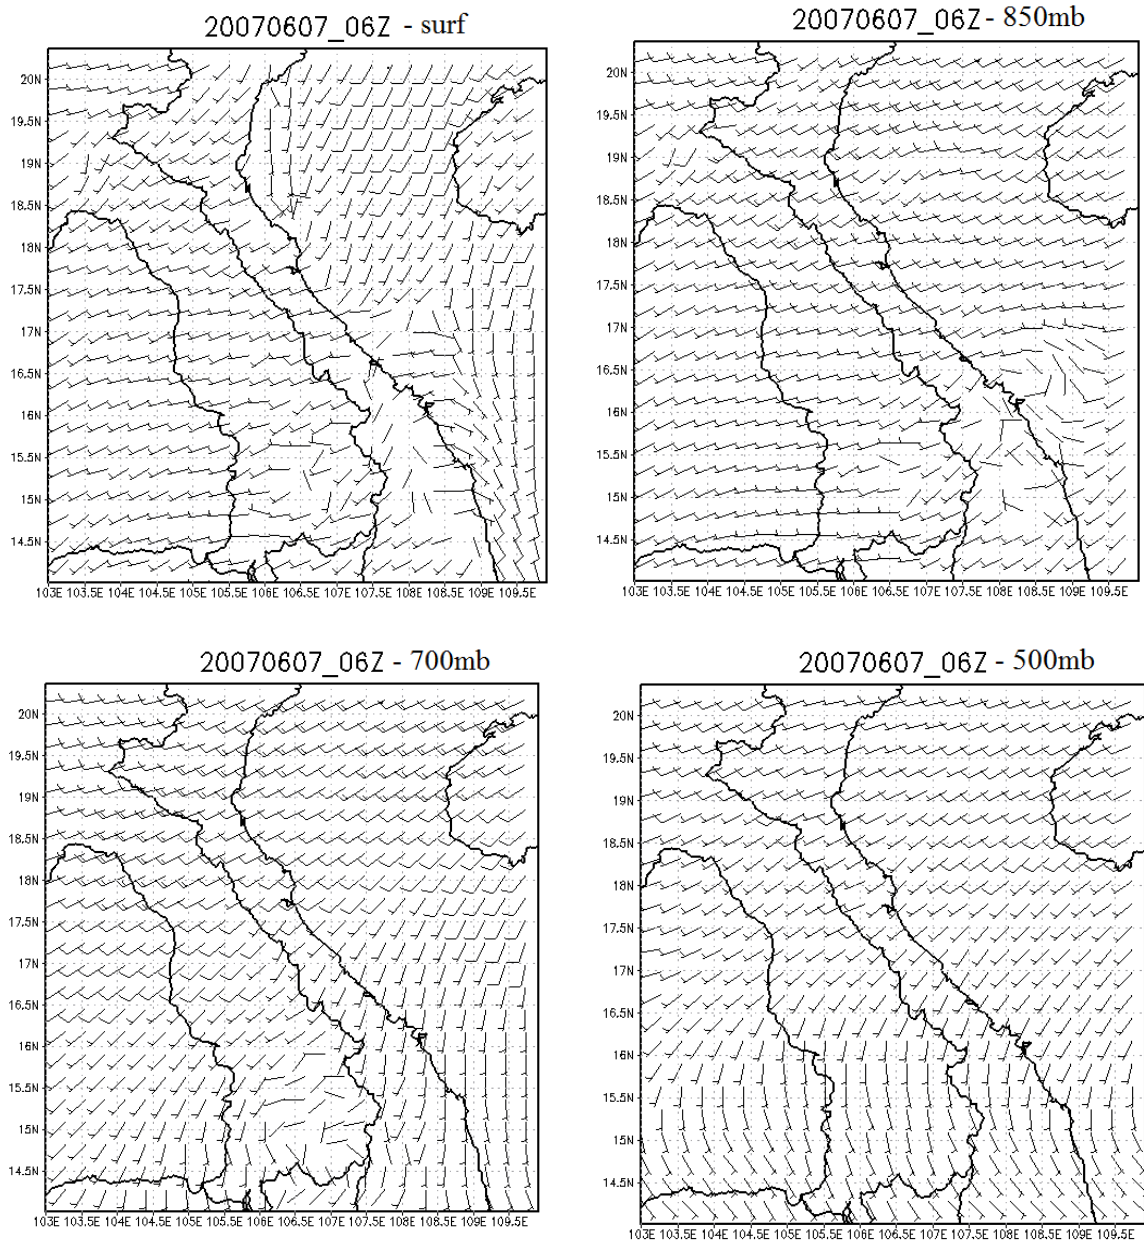 20070607_06Z - surf
20N
19.5N
19N
18.5N
18N
17.5N
17N
16.5N
16N
15.5N
15N
14.5N
103E 103.5E 104E 104.5E 105E 105.5E 106E 106.5E 107E 107.5E 108E 108.5E 109E 109.5E
20070607_06Z - 850mb
20N
19.5N
19N
18.5N
18N
17.5N
17N
16.5N
16N
15.5N
15N
14.5N
103E 103.5E 104E 104.5E 105E 105.5E 106E 106.5E 107E 107.5E 108E 108.5E 109E 109.5E
20070607_06Z - 700mb
20N
19.5N
19N
18.5N
18N
17.5N
17N
16.5N
16N
15.5N
15N
14.5N
103E 103.5E 104E 104.5E 105E 105.5E 106E 106.5E 107E 107.5E 108E 108.5E 109E 109.5E
20070607_06Z - 500mb
20N
19.5N
19N
18.5N
18N
17.5N
17N
16.5N
16N
15.5N
15N
14.5N
103E 103.5E 104E 104.5E 105E 105.5E 106E 106.5E 107E 107.5E 108E 108.5E 109E 109.5E